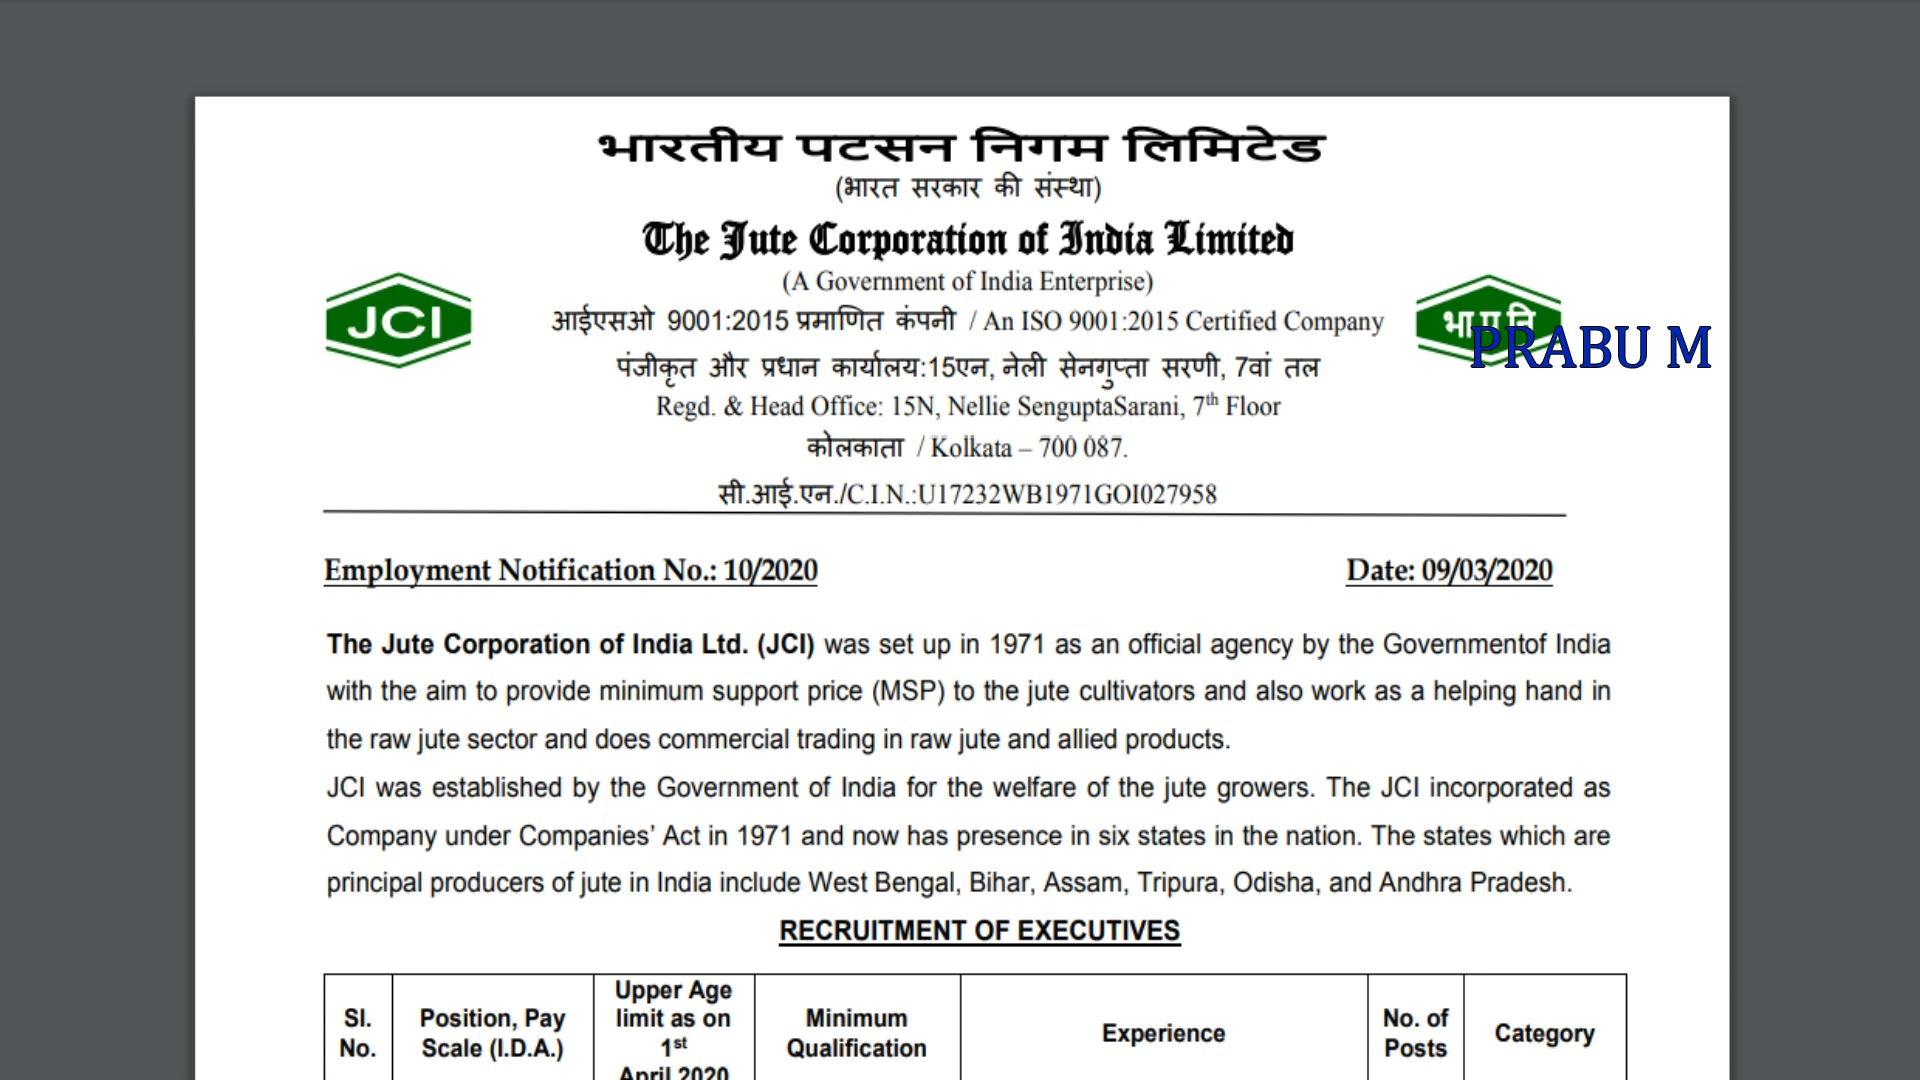 भारतीय पटसन निगम लिमिटेड
(भारत सरकार की संस्था)
The Jute Corporation of India Limited
(A Government of India Enterprise)
JCI
आईएसओ 9001:2015 प्रमाणित कंपनी / An ISO 9001:2015 Certified Company
भा प नि
PRABU M
पंजीकृत और प्रधान कार्यालय:15एन, नेली सेनगुप्ता सरणी, 7वां तल
Regd. & Head Office: 15N, Nellie SenguptaSarani, 7th Floor
कोलकाता / Kolkata – 700 087.
सी.आई.एन./C.I.N.:U17232WB1971GOI027958
Employment Notification No.: 10/2020 Date: 09/03/2020
The Jute Corporation of India Ltd. (JCI) was set up in 1971 as an official agency by the Governmentof India
with the aim to provide minimum support price (MSP) to the jute cultivators and also work as a helping hand in
the raw jute sector and does commercial trading in raw jute and allied products.
JCI was established by the Government of India for the welfare of the jute growers. The JCI incorporated as
Company under Companies’ Act in 1971 and now has presence in six states in the nation. The states which are
principal producers of jute in India include West Bengal, Bihar, Assam, Tripura, Odisha, and Andhra Pradesh.
RECRUITMENT OF EXECUTIVES
Sl.
No.
Position, Pay
Scale (I.D.A.)
Upper Age
limit as on
1st
April 2020
Minimum
Qualification
Experience
No. of
Posts
Category